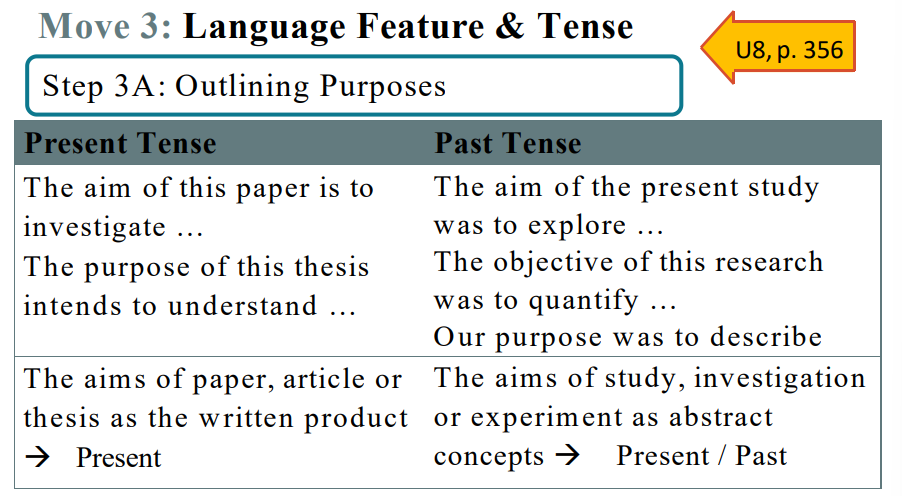 Move 3: Language Feature & Tense
U8, p. 356
Step 3A: Outlining Purposes
Present Tense
The aim of this paper is to
investigate …
The purpose of this thesis
intends to understand …
Past Tense
The aim of the present study
was to explore …
The objective of this research
was to quantify …
Our purpose was to describe
The aims of paper, article or
thesis as the written product
→ Present
The aims of study, investigation
or experiment as abstract
concepts → Present / Past